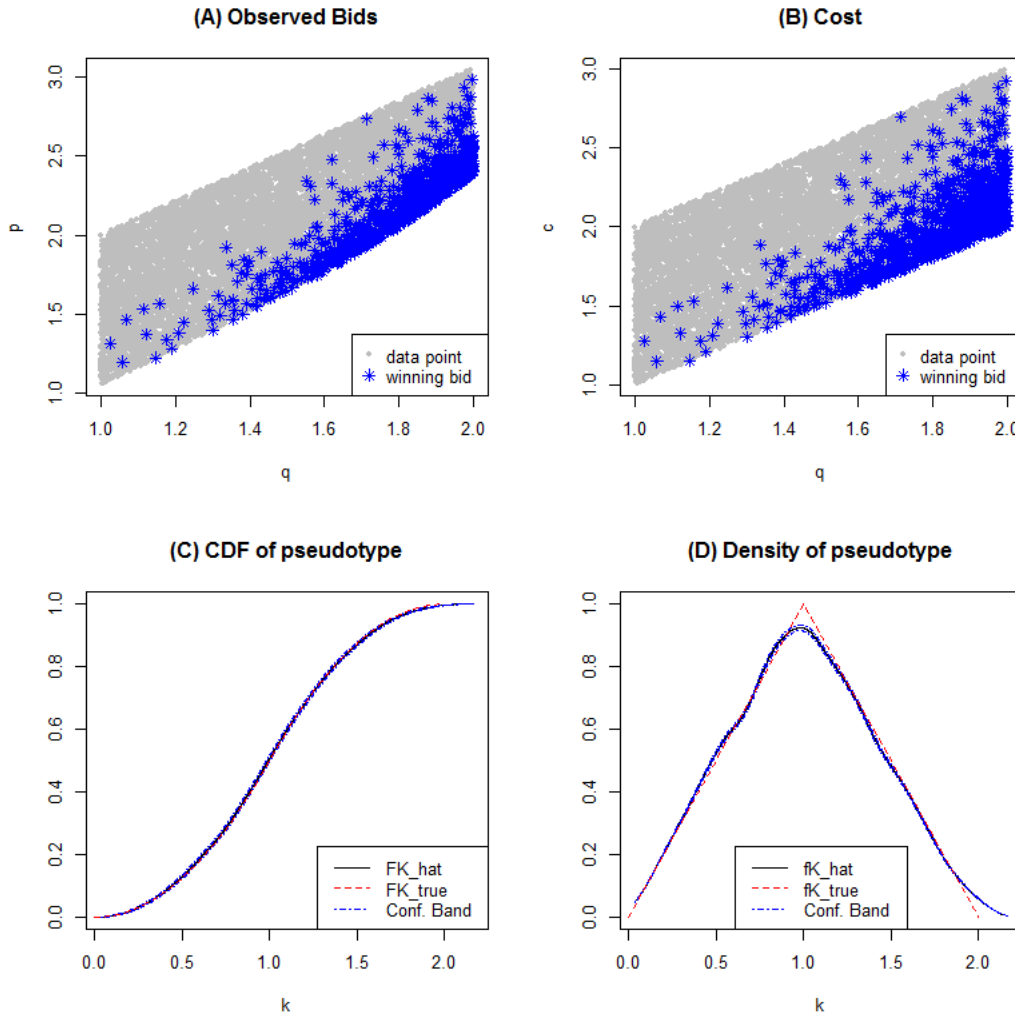 (A) Observed Bids
p
3.0
2.5
2.0
1.5
1.0
data point
winning bid
1.0 1.2 1.4 1.6 1.8 2.0
q
(B) Cost
c
3.0
2.5
2.0
1.5
1.0
data point
winning bid
1.0 1.2 1.4 1.6 1.8 2.0
q
(C) CDF of pseudotype
1.0
0.8
0.6
0.4
0.2
0.0
FK_hat
FK_true
Conf. Band
0.0 0.5 1.0 1.5 2.0
k
(D) Density of pseudotype
1.0
0.8
0.6
0.4
0.2
0.0
fK_hat
fK_true
Conf. Band
0.0 0.5 1.0 1.5 2.0
k